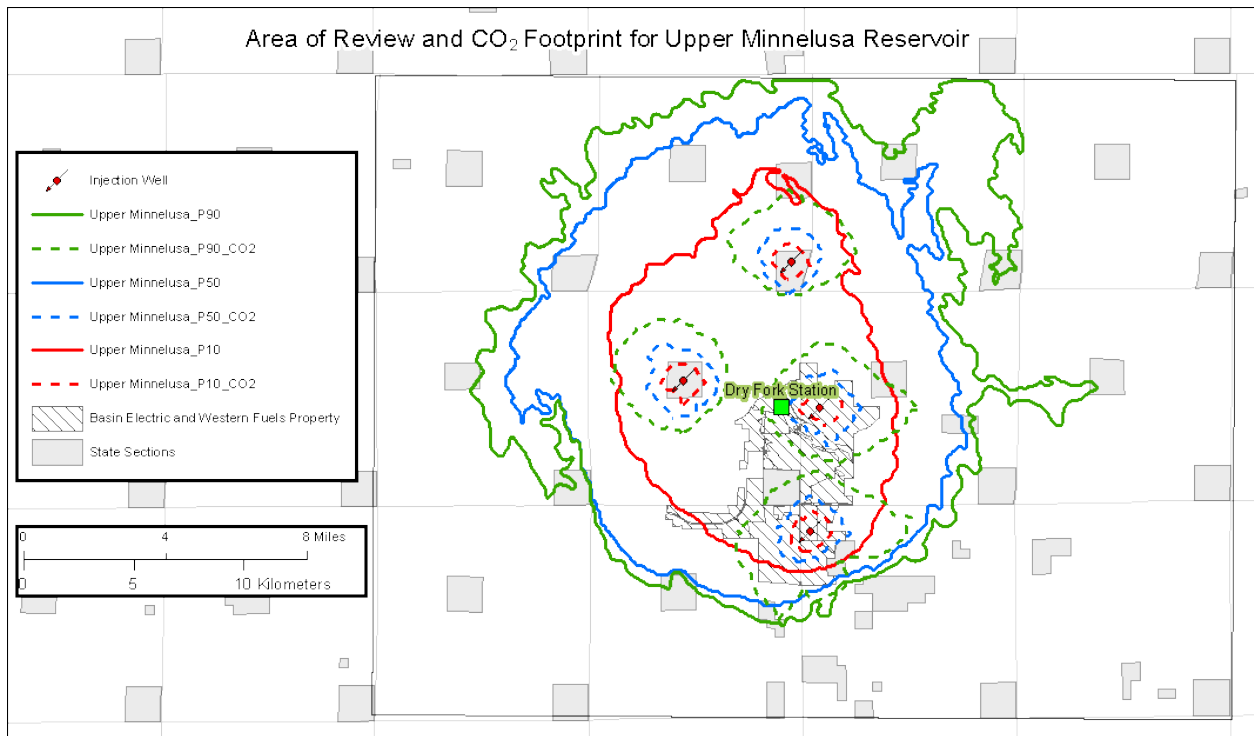 Area of Review and CO₂ Footprint for Upper Minnelusa Reservoir
Injection Well
Upper Minnelusa_P90
Upper Minnelusa_P90_CO2
Upper Minnelusa_P50
Upper Minnelusa_P50_CO2
Upper Minnelusa_P10
Upper Minnelusa_P10_CO2
Basin Electric and Western Fuels Property
State Sections
Dry Fork Station
0 4 8 Miles
0 5 10 Kilometers